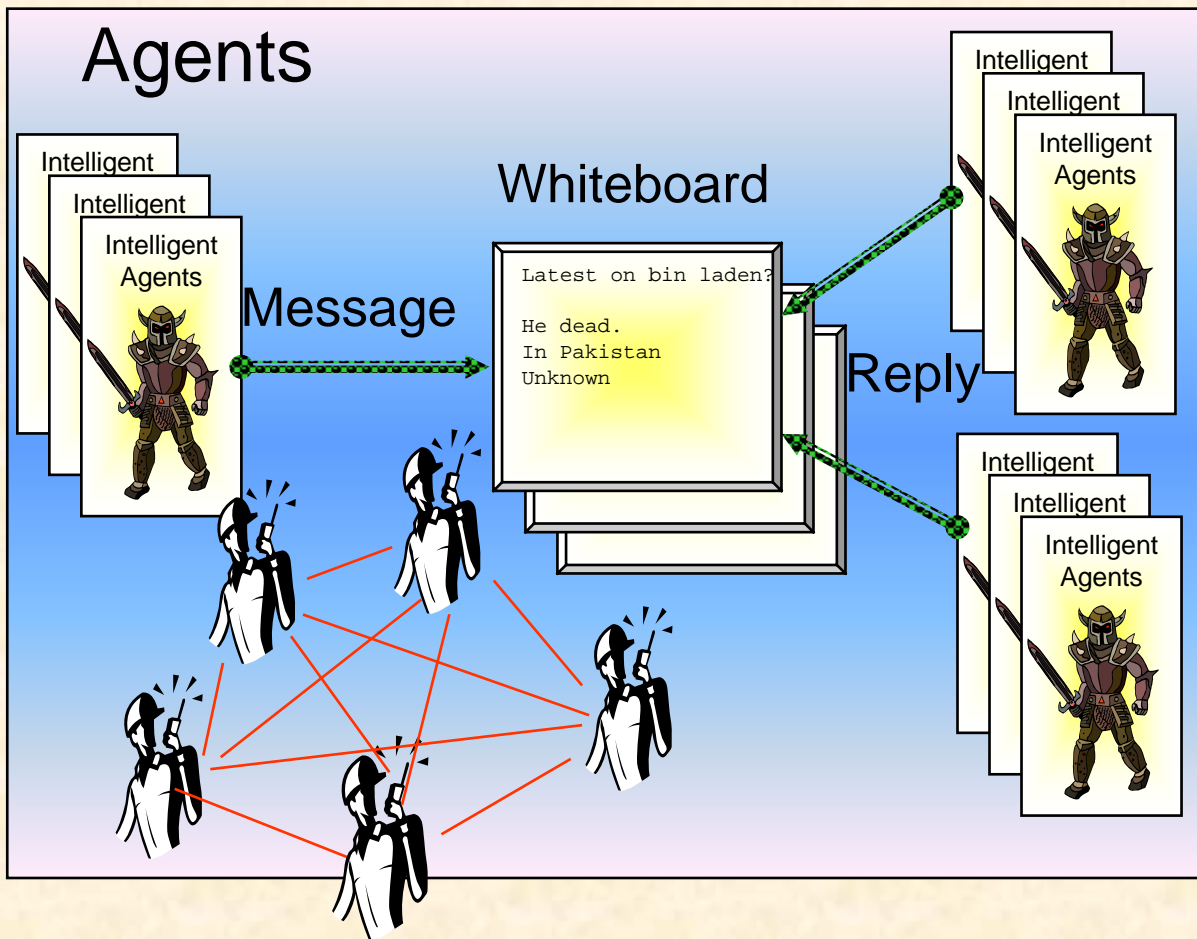 Agents
Intelligent
Intelligent
Intelligent
Agents
Message
Whiteboard
Latest on bin laden?
He dead.
In Pakistan
Unknown
Reply
Intelligent
Intelligent
Intelligent
Agents
Intelligent
Intelligent
Intelligent
Agents